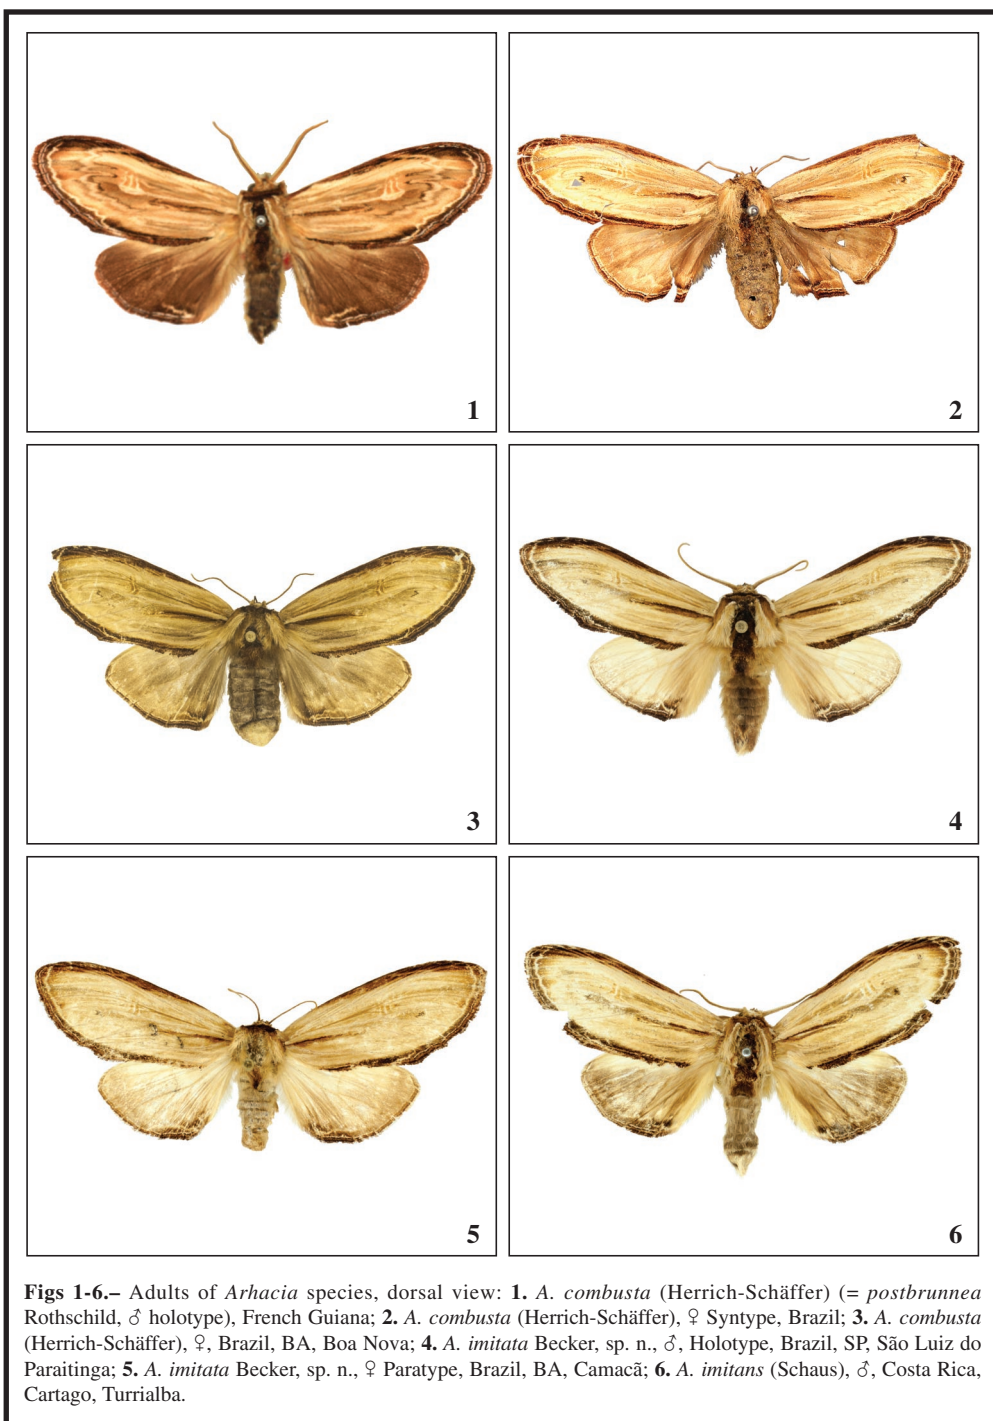 1
2
3
4
5
6
Figs 1-6.– Adults of Arhacia species, dorsal view: 1. A. combusta (Herrich-Schäffer) (= postbrunnea
Rothschild, ♂ holotype), French Guiana; 2. A. combusta (Herrich-Schäffer), ♀ Syntype, Brazil; 3. A. combusta
(Herrich-Schäffer), ♀, Brazil, BA, Boa Nova; 4. A. imitata Becker, sp. n., ♂, Holotype, Brazil, SP, São Luiz do
Paraitinga; 5. A. imitata Becker, sp. n., ♀ Paratype, Brazil, BA, Camacã; 6. A. imitans (Schaus), ♂, Costa Rica,
Cartago, Turrialba.